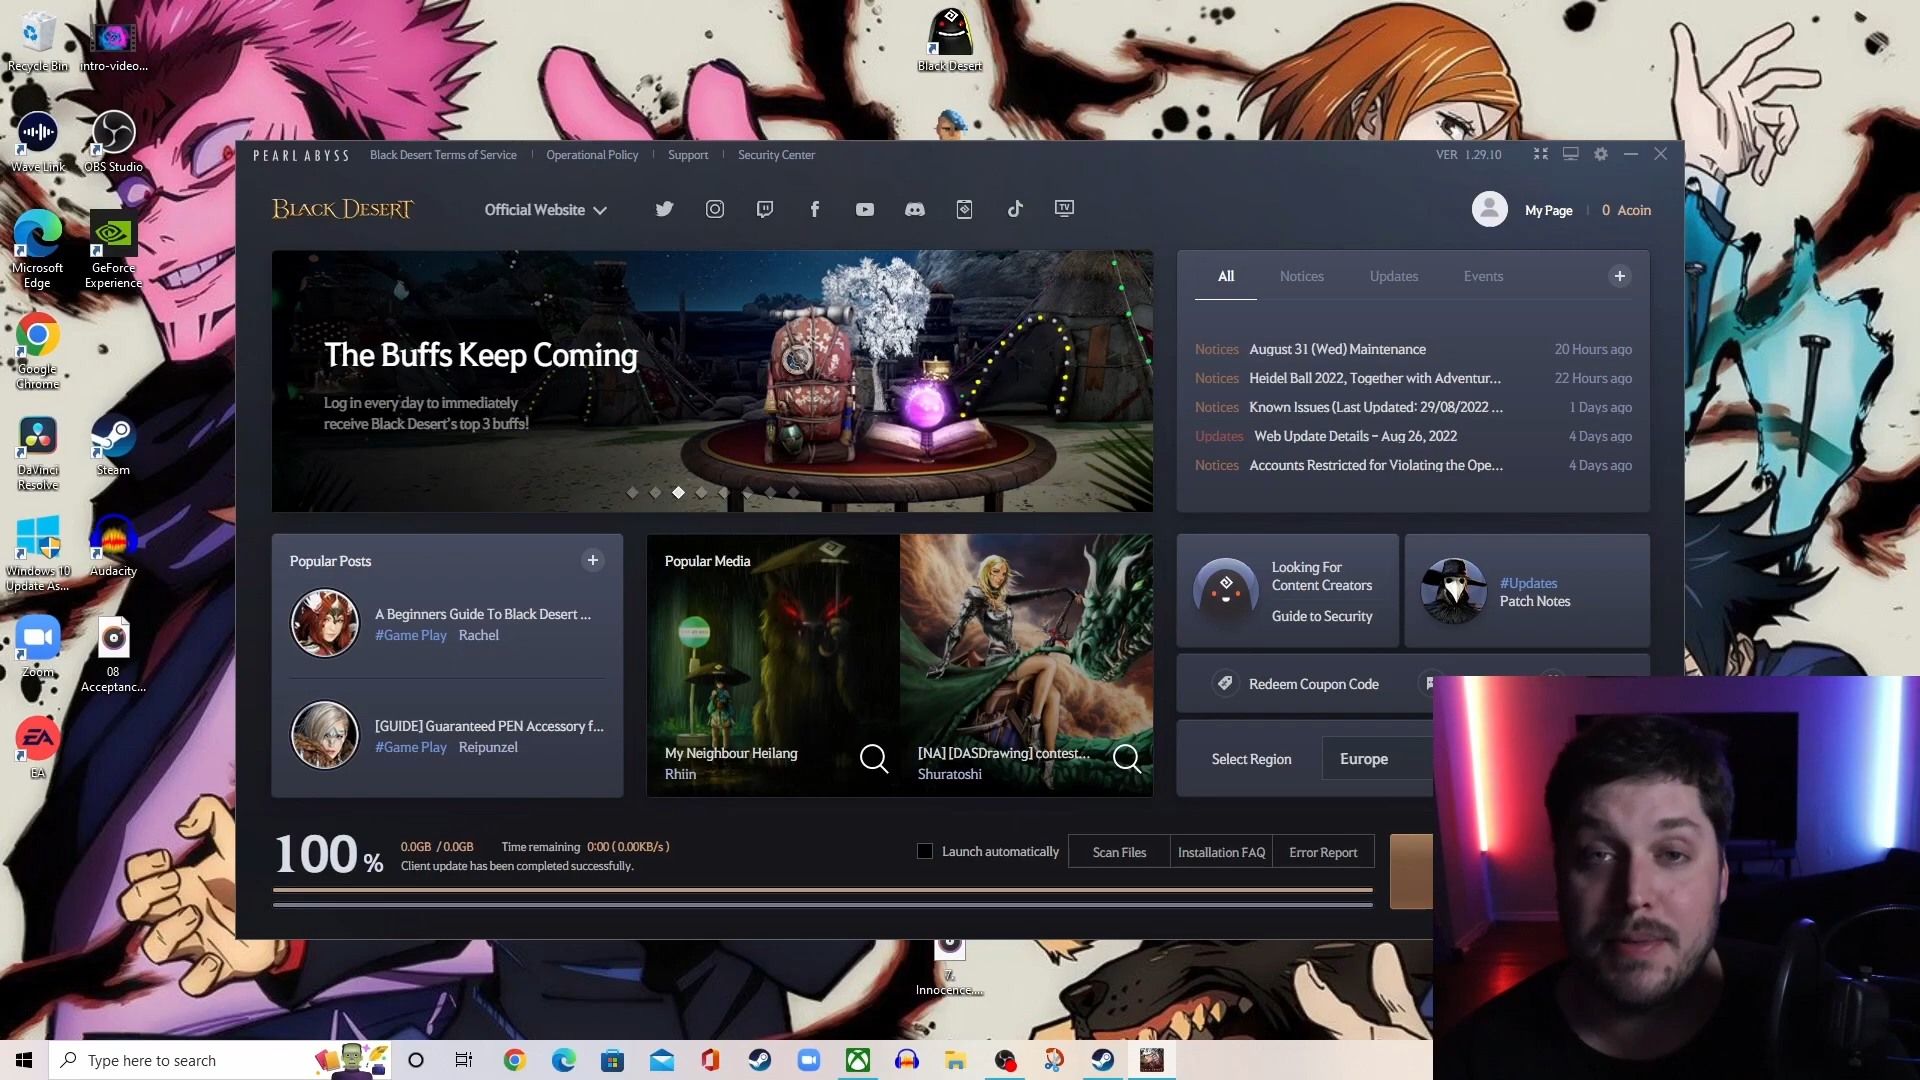 Recycle Bin
intro-video...
Black Desert
Wave Link
OBS Studio
Microsoft
Edge
GeForce
Experience
Google
Chrome
DaVinci
Resolve
Steam
Windows 10
Update As...
Audacity
Zoom
08
Acceptanc...
EA
EA
PEARL ABYSS
Black Desert Terms of Service
Operational Policy
Support
Security Center
VER 1.29.10
BLACK DESERT
Official Website
TV
My Page
0 Acoin
The Buffs Keep Coming
Log in every day to immediately
receive Black Desert's top 3 buffs!
All
Notices
Updates
Events
Notices August 31 (Wed) Maintenance 20 Hours ago
Notices Heidel Ball 2022, Together with Adventur... 22 Hours ago
Notices Known Issues (Last Updated: 29/08/2022 ... 1 Days ago
Updates Web Update Details - Aug 26, 2022 4 Days ago
Notices Accounts Restricted for Violating the Ope... 4 Days ago
Popular Posts
A Beginners Guide To Black Desert ...
#Game Play Rachel
[GUIDE] Guaranteed PEN Accessory f...
#Game Play Reipunzel
Popular Media
My Neighbour Heilang
Rhiin
[NA] [DASDrawing] contest...
Shuratoshi
Looking For
Content Creators
Guide to Security
#Updates
Patch Notes
Redeem Coupon Code
Select Region
Europe
100 %
0.0GB / 0.0GB Time remaining 0:00 ( 0.00KB/s )
Client update has been completed successfully.
Launch automatically
Scan Files
Installation FAQ
Error Report
7.
Innocence....
Type here to search